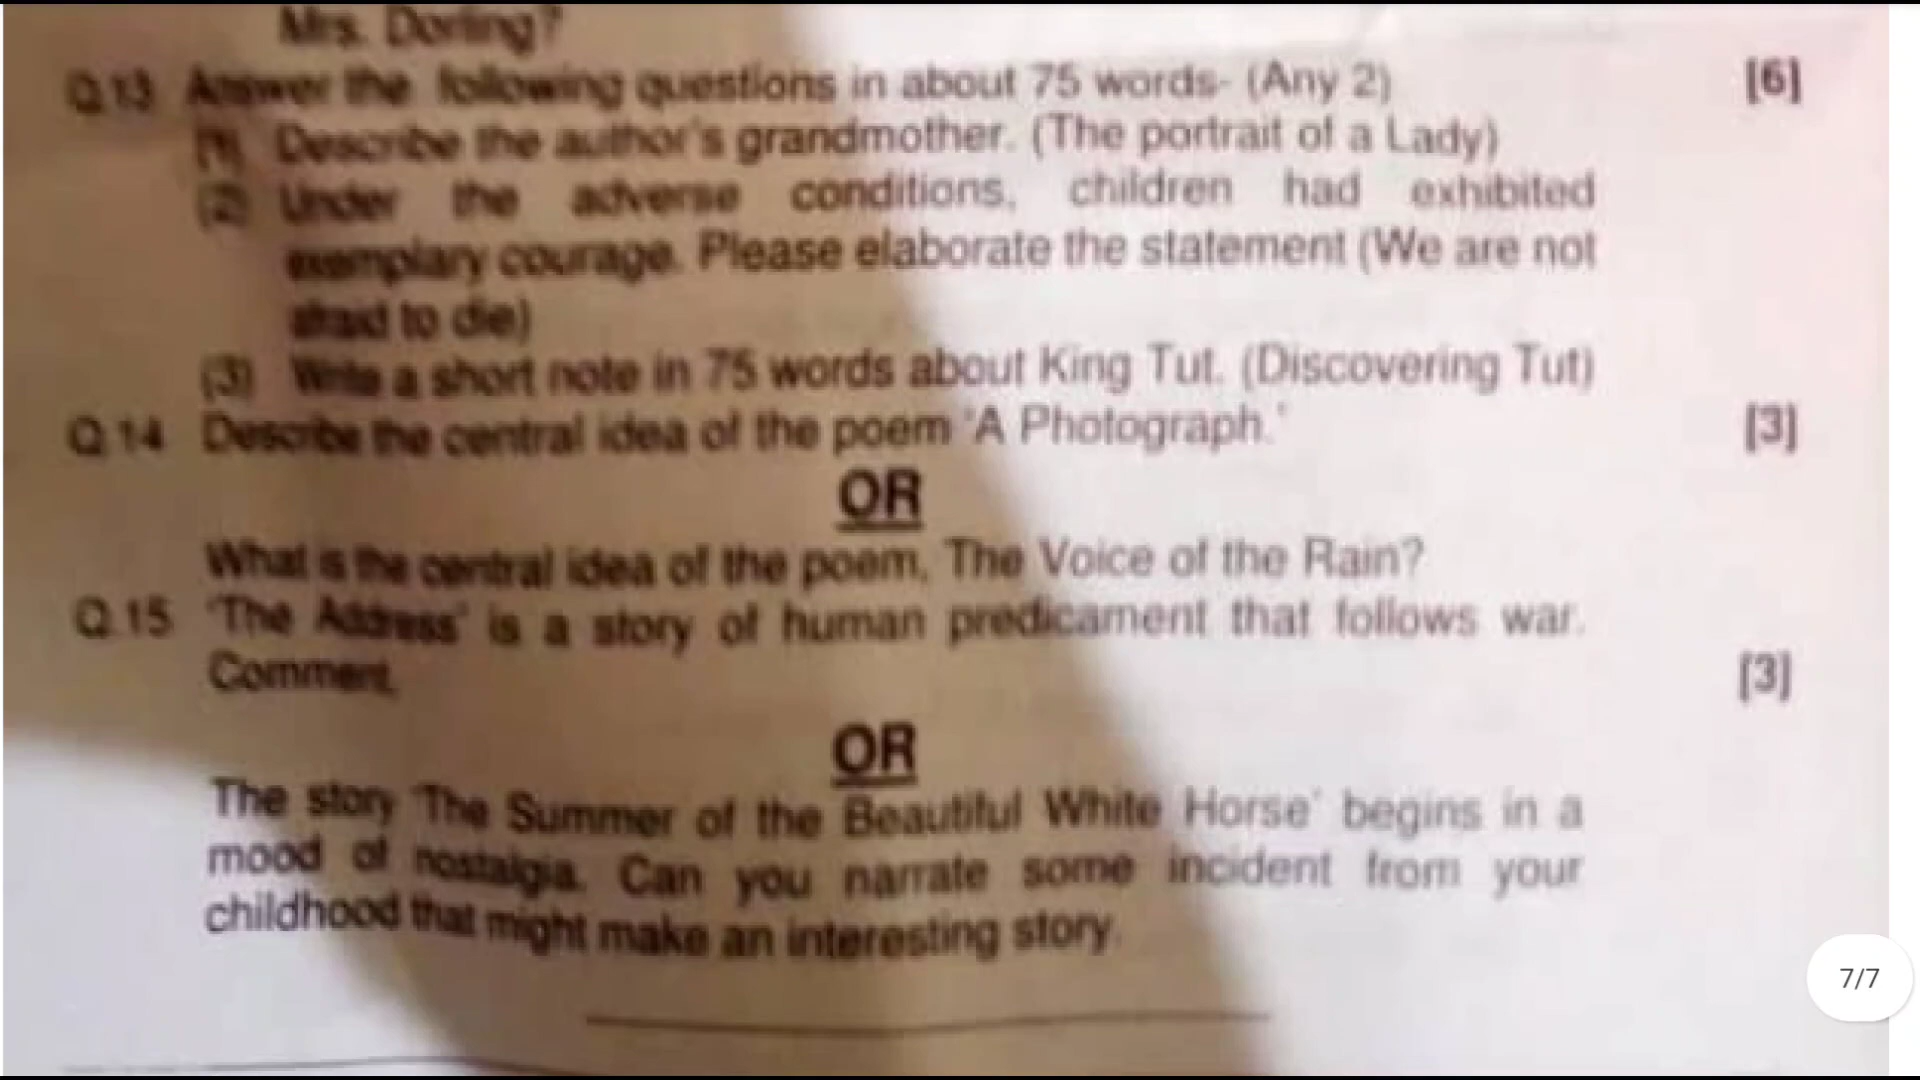 Mrs. Dorling?
Q.13 Answer the following questions in about 75 words- (Any 2) [6]
(1) Describe the author's grandmother. (The portrait of a Lady)
(2) Under the adverse conditions, children had exhibited
exemplary courage. Please elaborate the statement (We are not
afraid to die)
(3) Write a short note in 75 words about King Tut. (Discovering Tut)
Q.14 Describe the central idea of the poem 'A Photograph.' [3]
OR
What is the central idea of the poem, The Voice of the Rain?
Q.15 'The Address' is a story of human predicament that follows war.
Comment. [3]
OR
The story 'The Summer of the Beautiful White Horse' begins in a
mood of nostalgia. Can you narrate some incident from your
childhood that might make an interesting story.
7/7